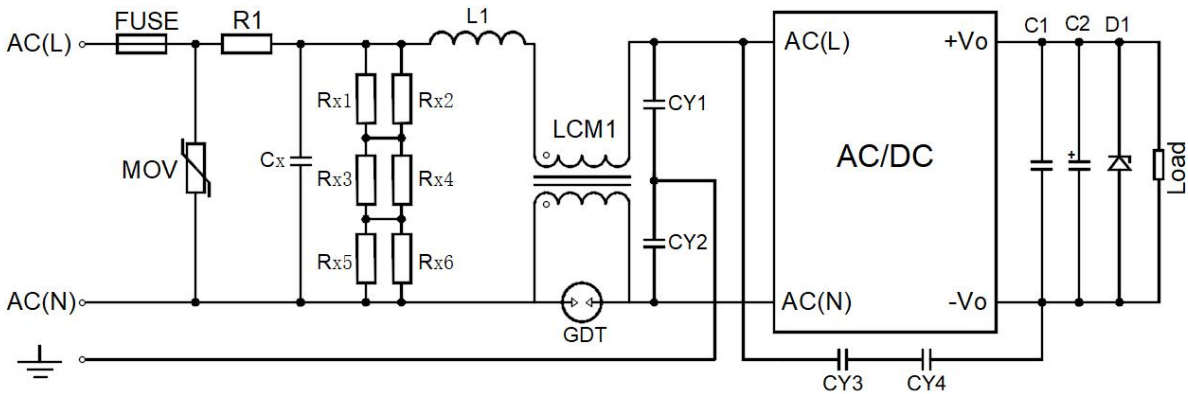 FUSE
R1
L1
AC(L)
AC(L)
+Vo
C1
C2
D1
Rx1
Rx2
CY1
LCM1
MOV
Cx
Rx3
Rx4
AC/DC
+
Load
CY2
Rx5
Rx6
AC(N)
AC(N)
-Vo
GDT
CY3
CY4